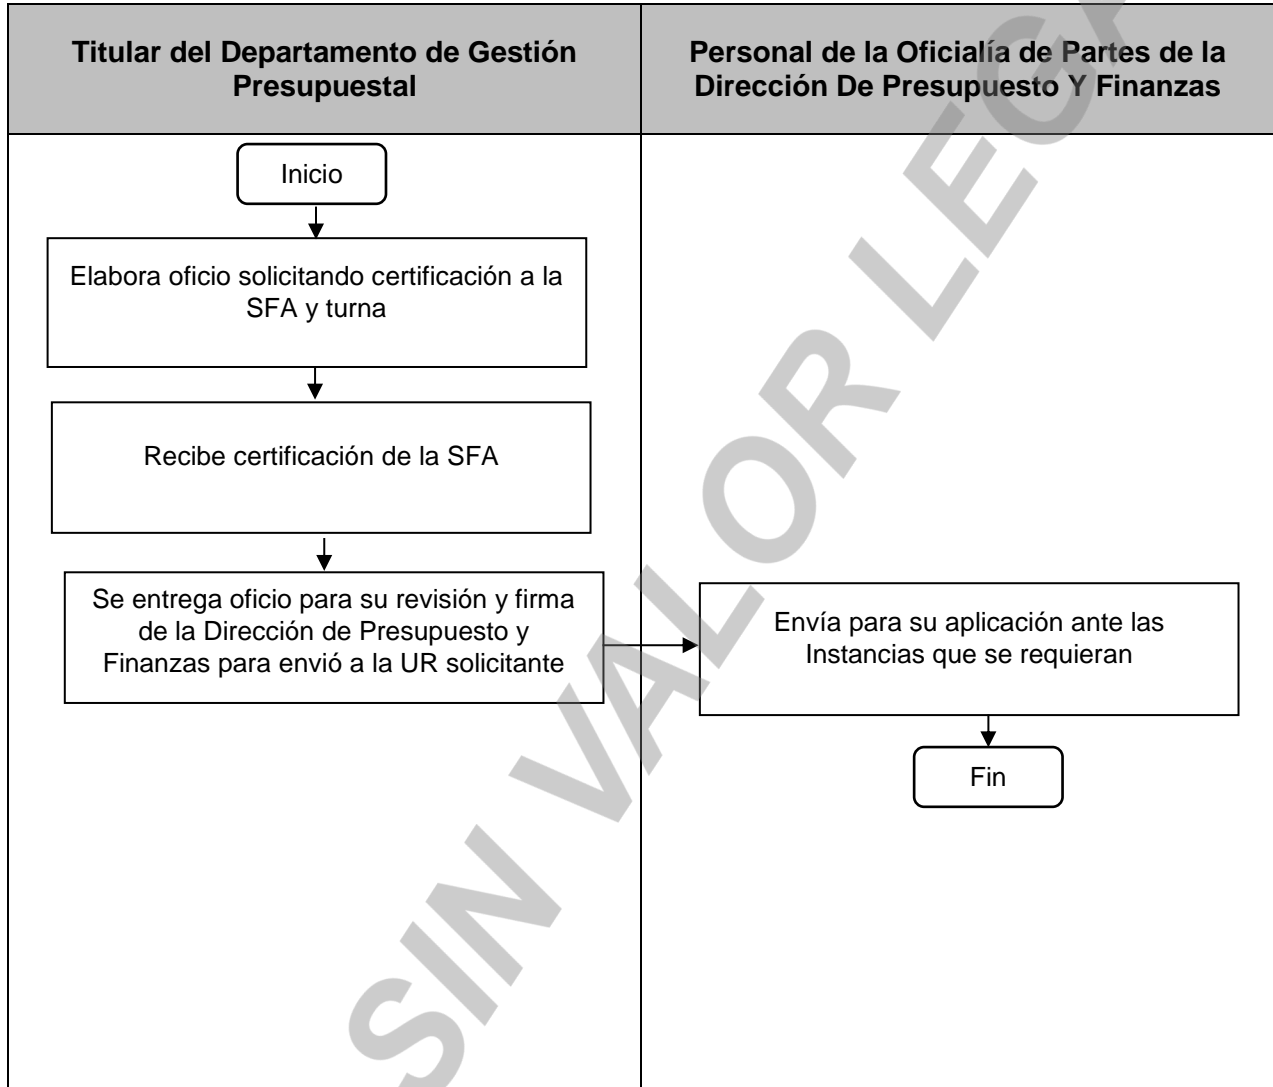 Titular del Departamento de Gestión
Presupuestal
Personal de la Oficialía de Partes de la
Dirección De Presupuesto Y Finanzas
Inicio
Elabora oficio solicitando certificación a la
SFA y turna
Recibe certificación de la SFA
Se entrega oficio para su revisión y firma
de la Dirección de Presupuesto y
Finanzas para envió a la UR solicitante
Envía para su aplicación ante las
Instancias que se requieran
Fin
SIN VALOR LEGA